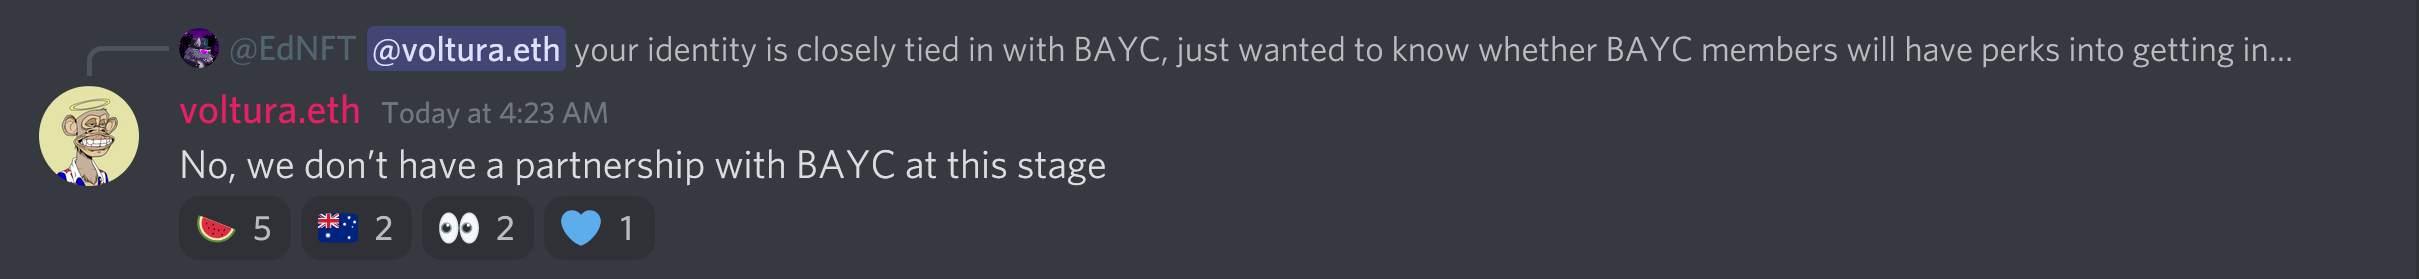 @EdNFT @voltura.eth your identity is closely tied in with BAYC, just wanted to know whether BAYC members will have perks into getting in...
voltura.eth Today at 4:23 AM
No, we don’t have a partnership with BAYC at this stage
5 2 2 1